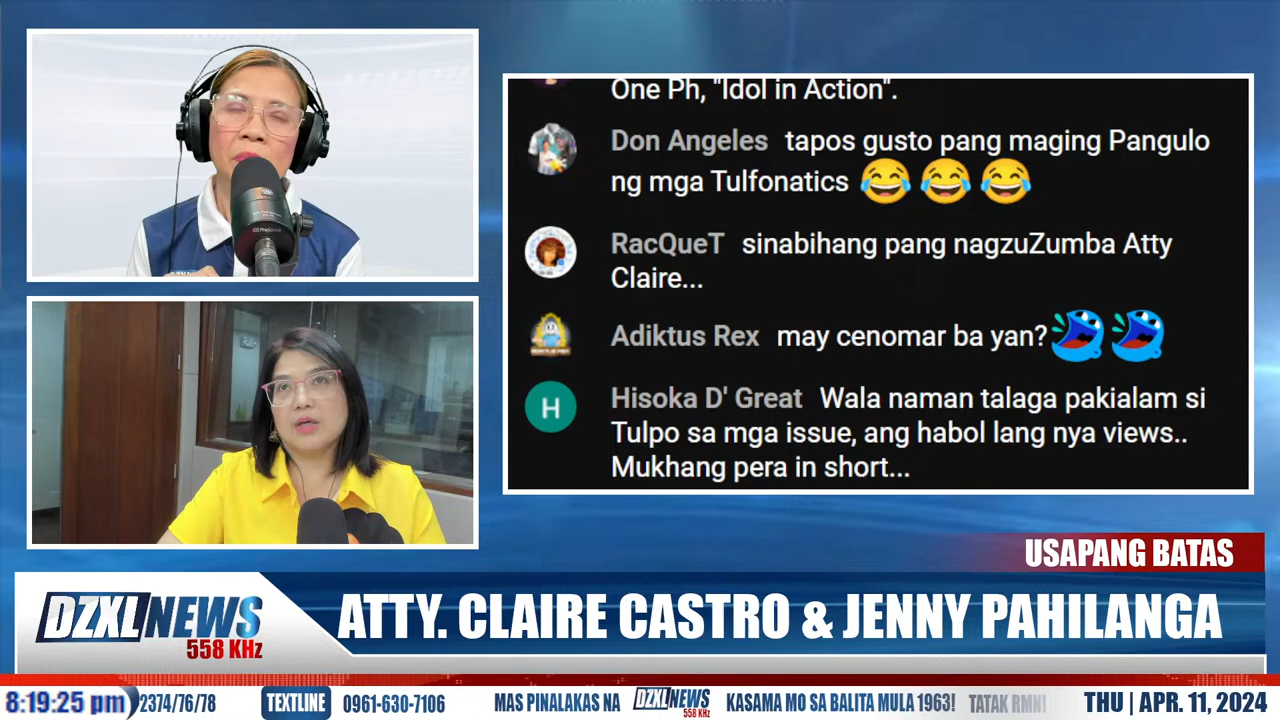 One Ph, "Idol in Action".
Don Angeles tapos gusto pang maging Pangulo
ng mga Tulfonatics 😂😂😂
RacQueT sinabihang pang nagzuZumba Atty
Claire...
Adiktus Rex may cenomar ba yan?
H
Hisoka D' Great Wala naman talaga pakialam si
Tulpo sa mga issue, ang habol lang nya views..
Mukhang pera in short...
USAPANG BATAS
DZXL NEWS
558 KHz
ATTY. CLAIRE CASTRO & JENNY PAHILANGA
8:19:25 pm
2374/76/78
TEXTLINE
0961-630-7106
MAS PINALAKAS NA
DZXL NEWS
558 KHz
KASAMA MO SA BALITA MULA 1963!
TATAK RMN!
THU | APR. 11, 2024